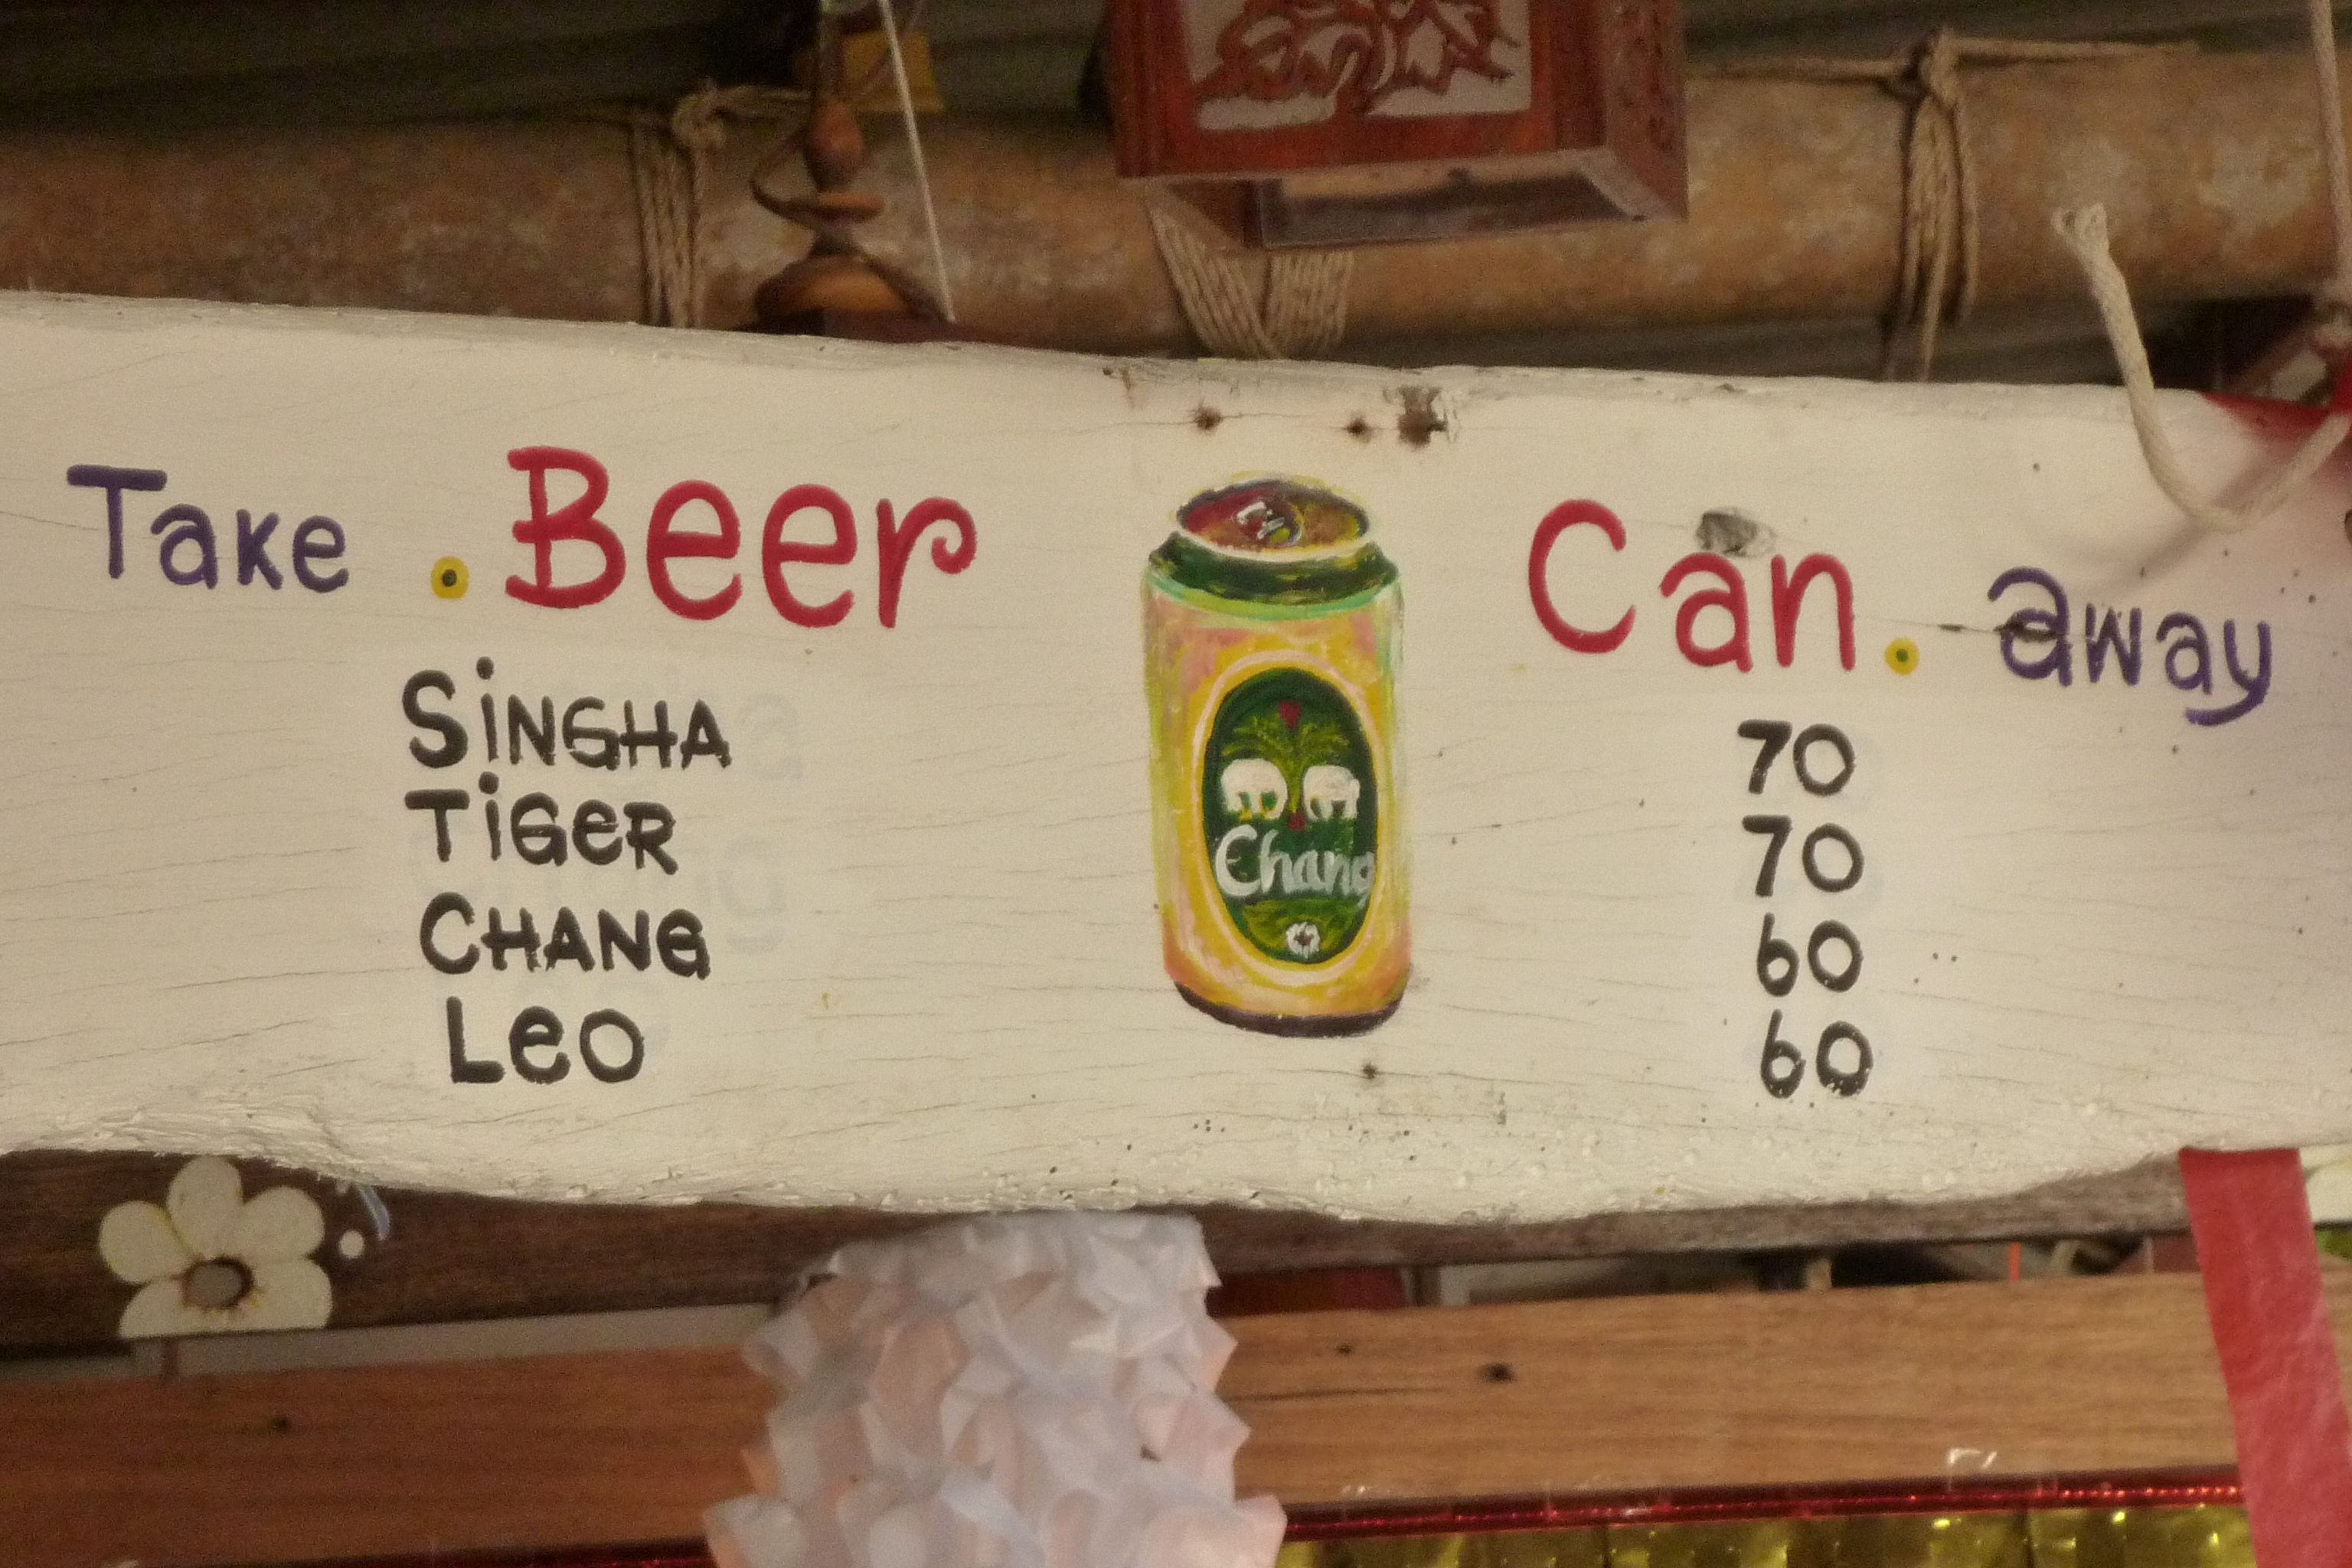 Take . Beer Can . away
SiNGHA 70
TiGeR 70
CHANG 60
LeO 60
Chang